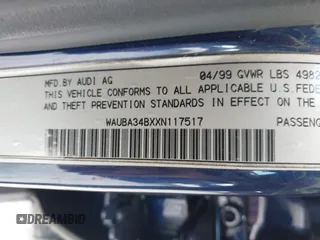 MFD.BY AUDI AG 04/99 GVWR LBS 4982
THIS VEHICLE CONFORMS TO ALL APPLICABLE U.S.FEDE
AND THEFT PREVENTION STANDARDS IN EFFECT ON THE
WAUBA34BXXN117517 PASSENG
© DREAMBID •